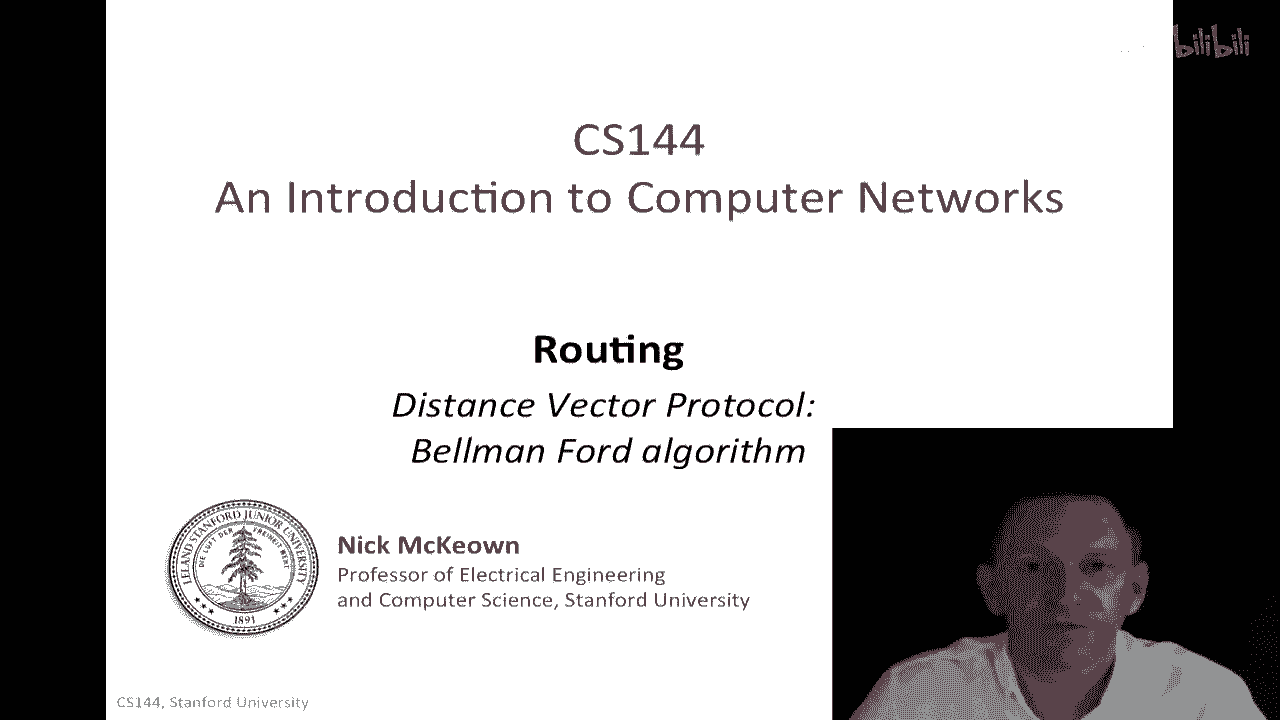 bilibili
CS144
An Introduction to Computer Networks
Routing
Distance Vector Protocol:
Bellman Ford algorithm
LELAND STANFORD JUNIOR UNIVERSITY
DIE LUFT DER FREIHEIT WEHT
1891
Nick McKeown
Professor of Electrical Engineering
and Computer Science, Stanford University
CS144, Stanford University